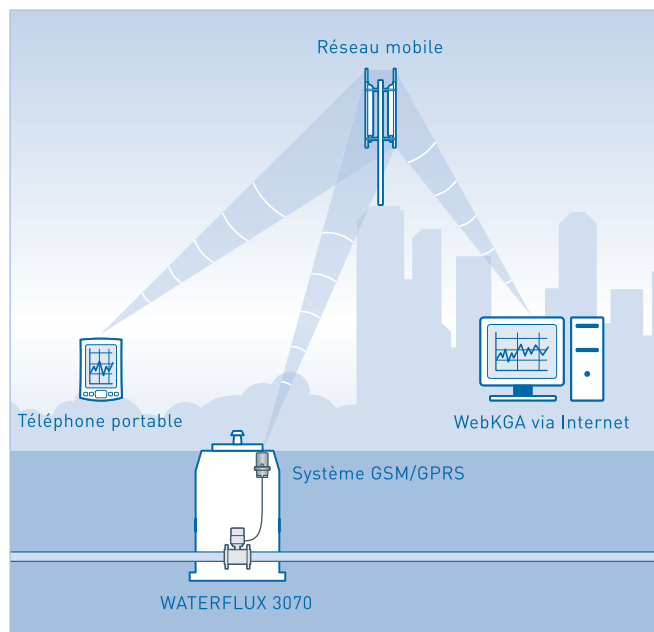 Réseau mobile
Téléphone portable
WebKGA via Internet
Système GSM/GPRS
WATERFLUX 3070